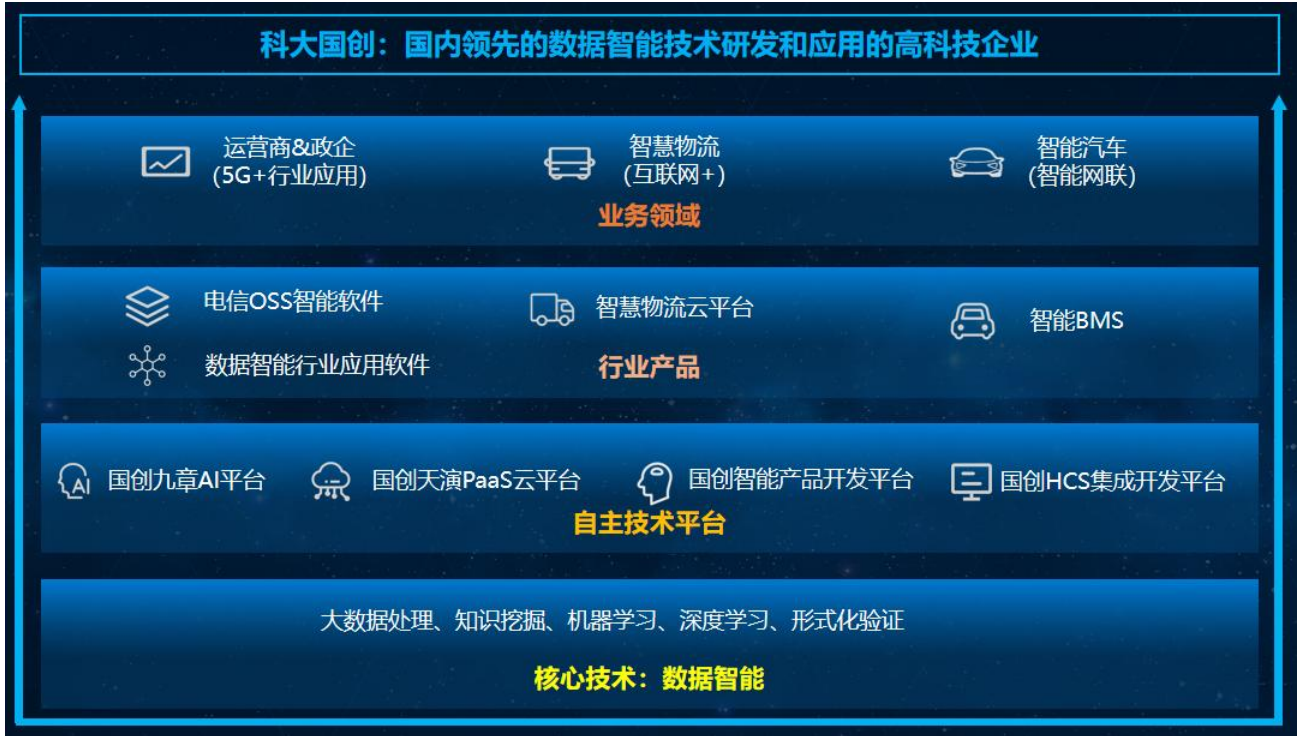 科大国创：国内领先的数据智能技术研发和应用的高科技企业
运营商&政企
(5G+行业应用)
智慧物流
(互联网+)
智能汽车
(智能网联)
业务领域
电信OSS智能软件
智慧物流云平台
智能BMS
数据智能行业应用软件
行业产品
AI
国创九章AI平台
国创天演PaaS云平台
国创智能产品开发平台
国创HCS集成开发平台
自主技术平台
大数据处理、知识挖掘、机器学习、深度学习、形式化验证
核心技术：数据智能